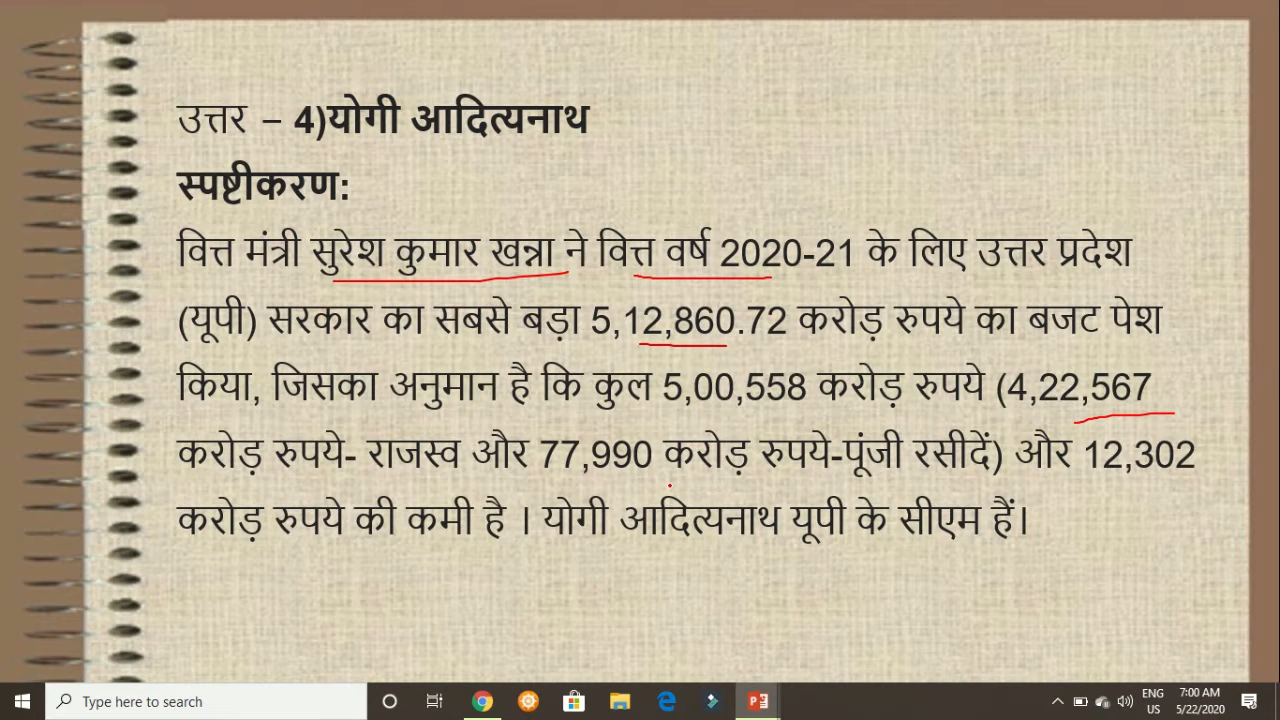 उत्तर – 4)योगी आदित्यनाथ
स्पष्टीकरण:
वित्त मंत्री सुरेश कुमार खन्ना ने वित्त वर्ष 2020-21 के लिए उत्तर प्रदेश
(यूपी) सरकार का सबसे बड़ा 5,12,860.72 करोड़ रुपये का बजट पेश
किया, जिसका अनुमान है कि कुल 5,00,558 करोड़ रुपये (4,22,567
करोड़ रुपये- राजस्व और 77,990 करोड़ रुपये-पूंजी रसीदें) और 12,302
करोड़ रुपये की कमी है । योगी आदित्यनाथ यूपी के सीएम हैं।
Type here to search
ENG
US
7:00 AM
5/22/2020